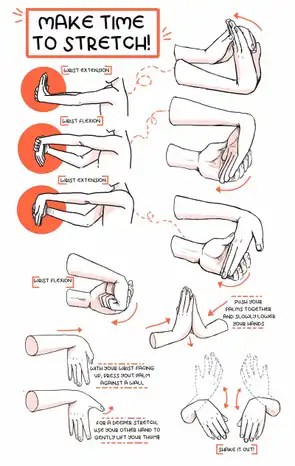 MAKE TIME
TO STRETCH!
WRIST EXTENSION
WRIST FLEXION
WRIST EXTENSION
WRIST FLEXION
PUSH YOUR
PALMS TOGETHER
AND SLOWLY LOWER
YOUR HANDS
WITH YOUR WRIST FACING
UP, PRESS YOUR PALM
AGAINST A WALL
FOR A DEEPER STRETCH,
USE YOUR OTHER HAND TO
GENTLY LIFT YOUR THUMB
SHAKE IT OUT!